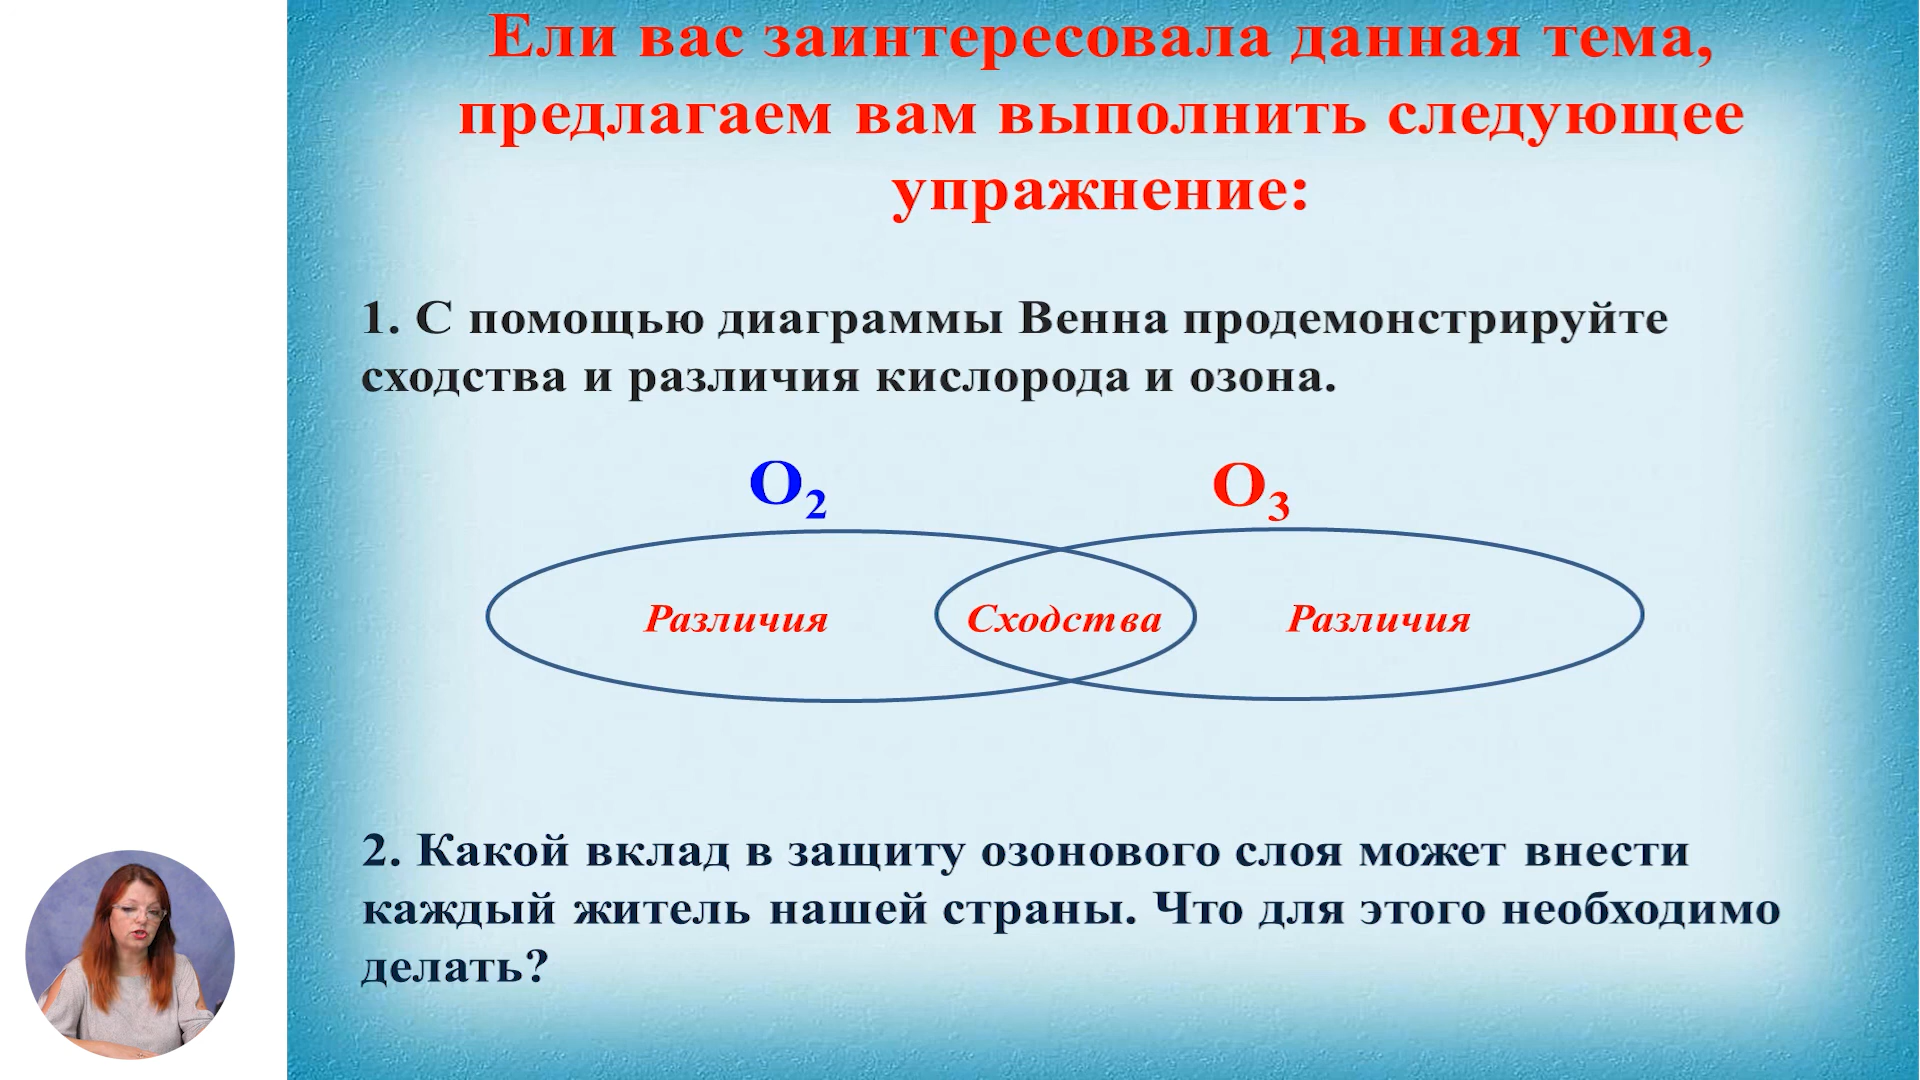 Ели вас заинтересовала данная тема,
предлагаем вам выполнить следующее
упражнение:
1. С помощью диаграммы Венна продемонстрируйте
сходства и различия кислорода и озона.
О2 О3
Различия Сходства Различия
2. Какой вклад в защиту озонового слоя может внести
каждый житель нашей страны. Что для этого необходимо
делать?